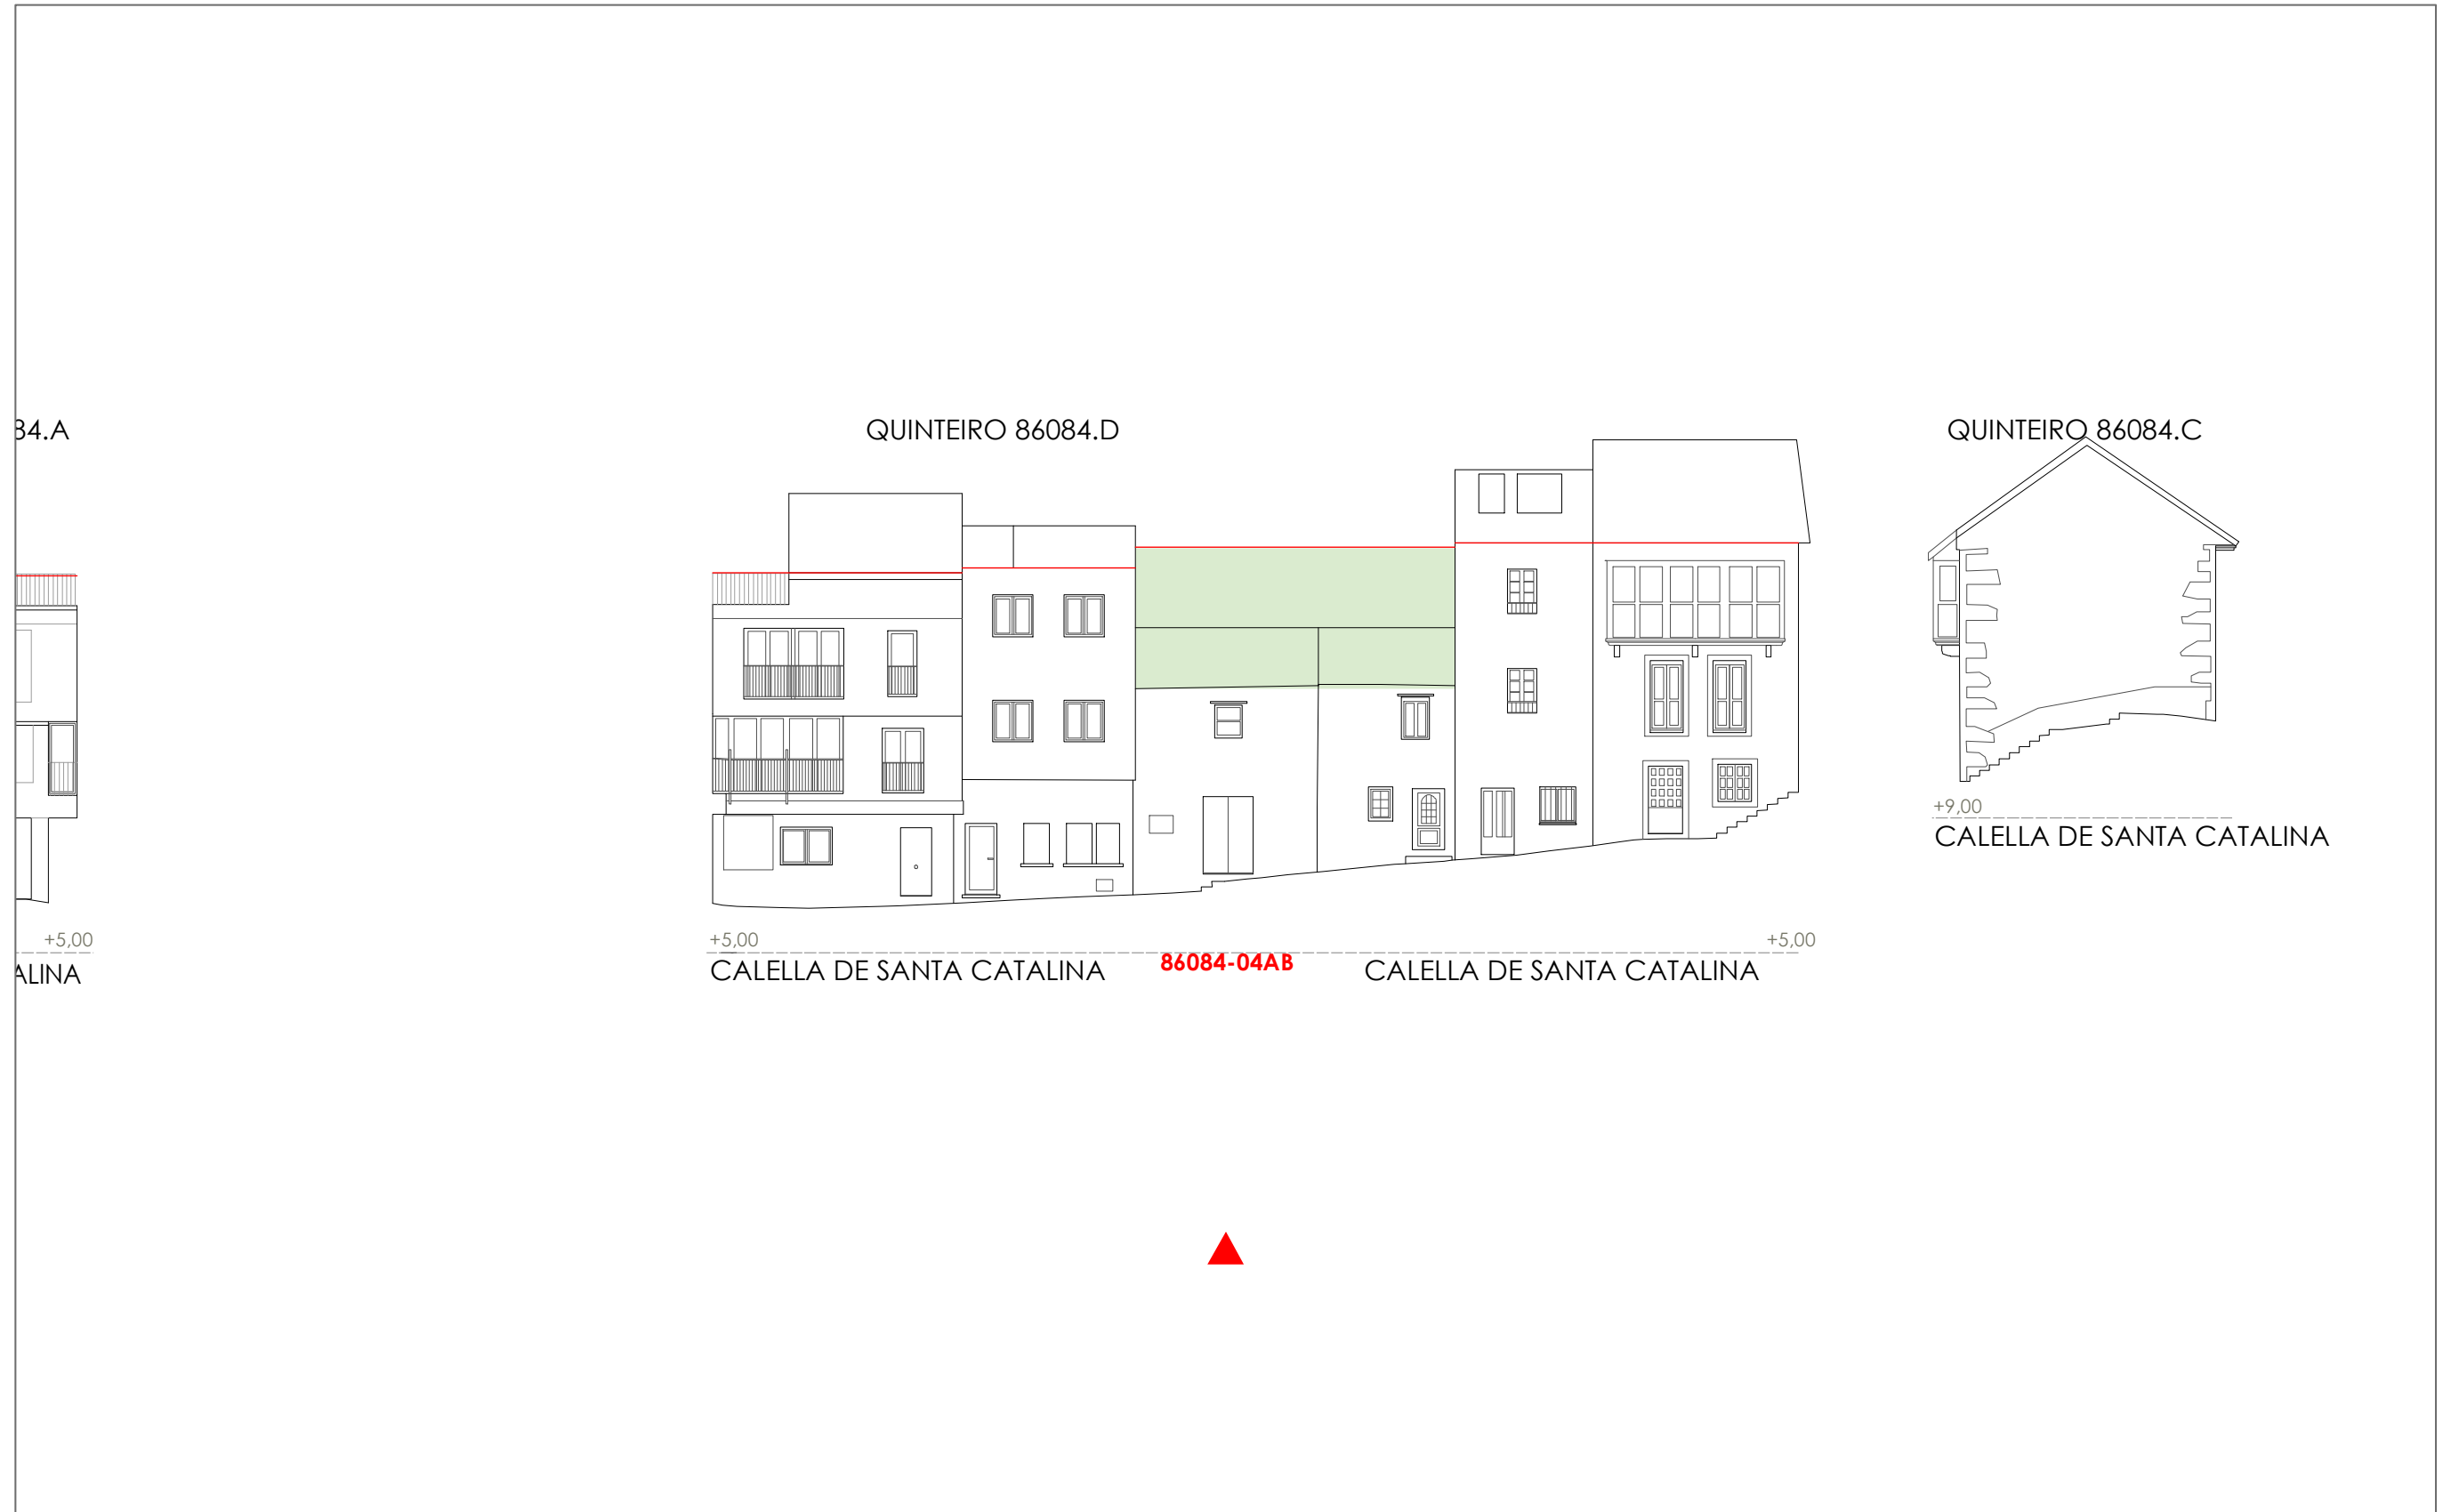 84.A
QUINTEIRO 86084.D
QUINTEIRO 86084.C
+9,00
CALELLA DE SANTA CATALINA
+5,00
ALINA
+5,00
+5,00
CALELLA DE SANTA CATALINA
86084-04AB
CALELLA DE SANTA CATALINA